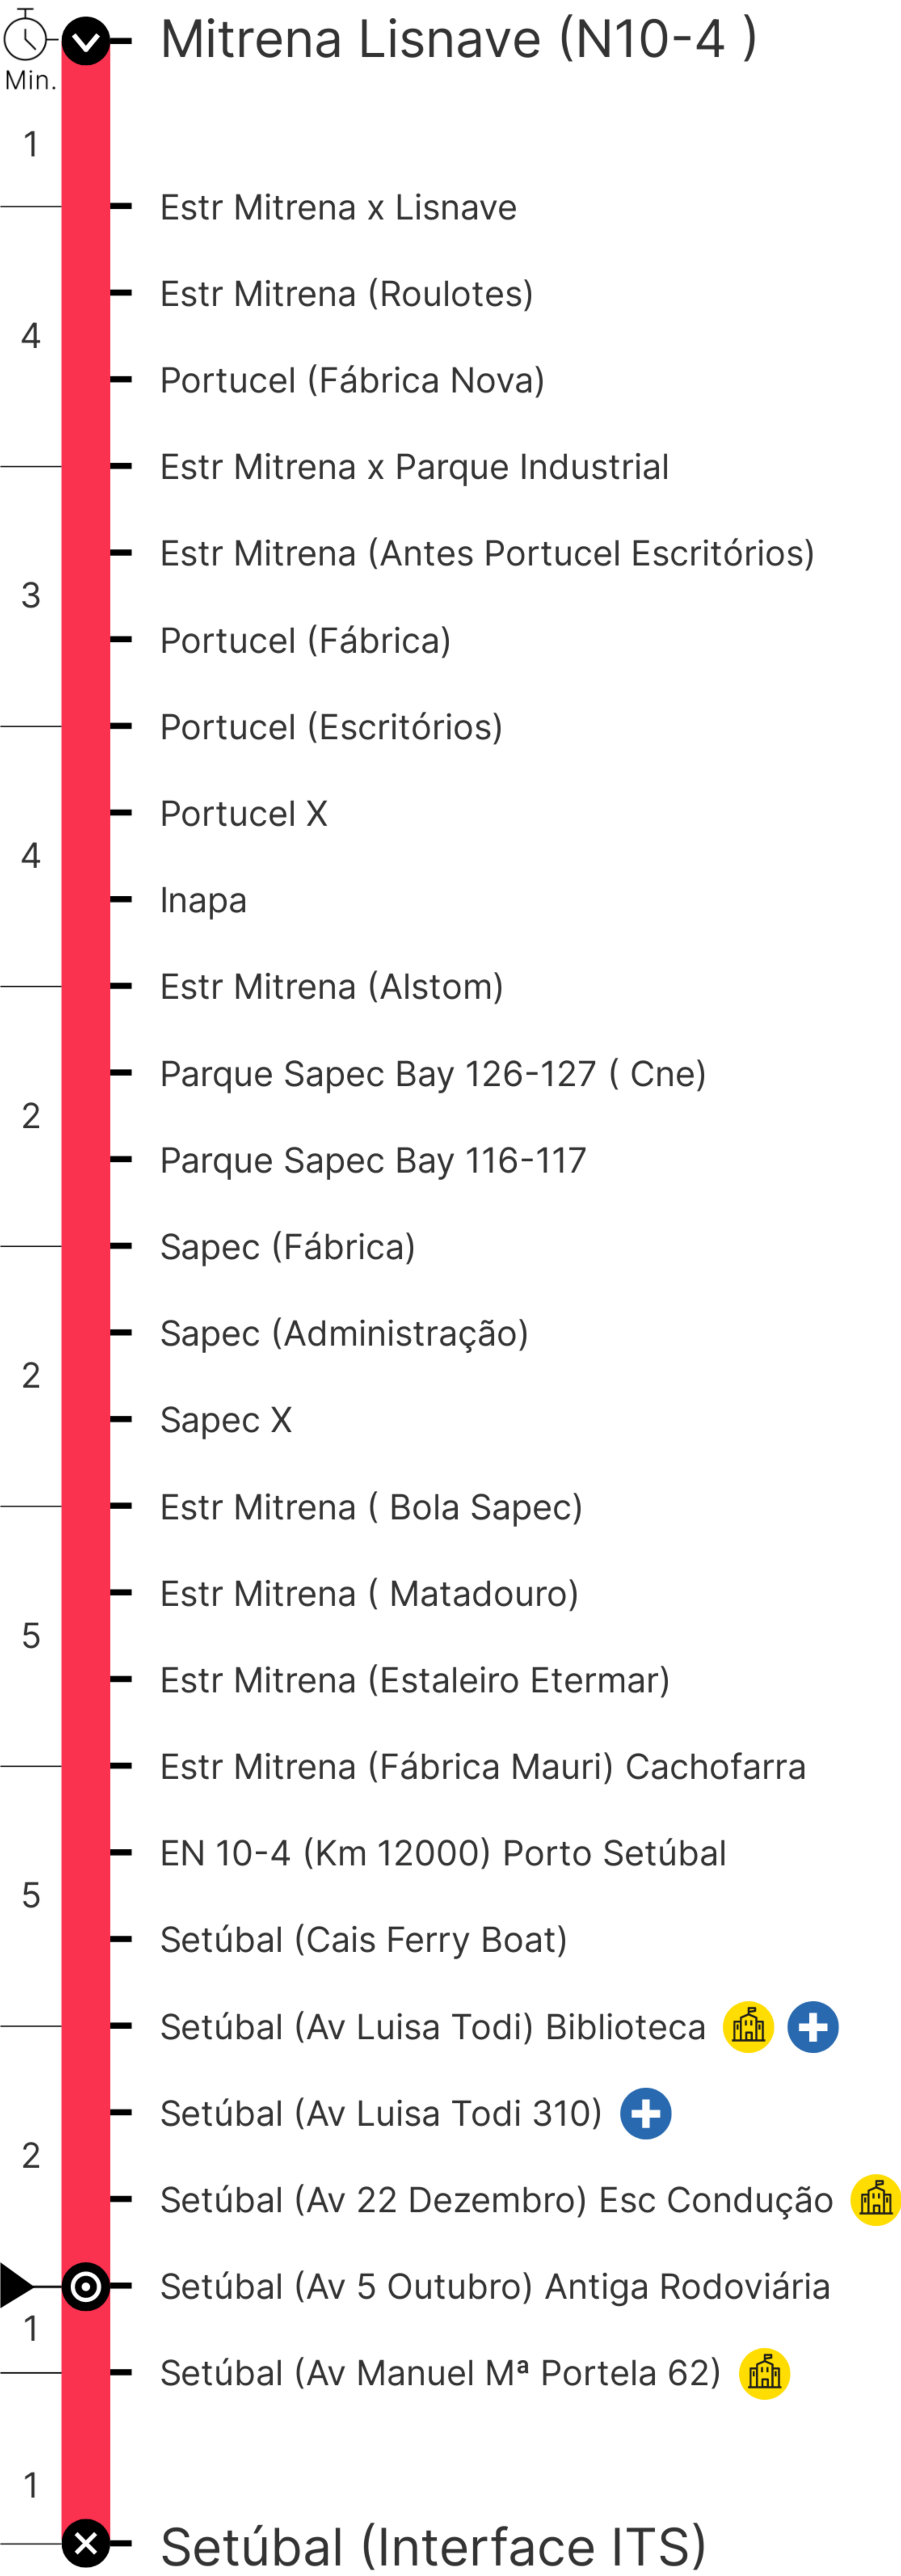 Mitrena Lisnave (N10-4 )
Min.
1
Estr Mitrena x Lisnave
Estr Mitrena (Roulotes)
4
Portucel (Fábrica Nova)
Estr Mitrena x Parque Industrial
Estr Mitrena (Antes Portucel Escritórios)
3
Portucel (Fábrica)
Portucel (Escritórios)
Portucel X
4
Inapa
Estr Mitrena (Alstom)
Parque Sapec Bay 126-127 ( Cne)
2
Parque Sapec Bay 116-117
Sapec (Fábrica)
Sapec (Administração)
2
Sapec X
Estr Mitrena ( Bola Sapec)
Estr Mitrena ( Matadouro)
5
Estr Mitrena (Estaleiro Etermar)
Estr Mitrena (Fábrica Mauri) Cachofarra
EN 10-4 (Km 12000) Porto Setúbal
5
Setúbal (Cais Ferry Boat)
Setúbal (Av Luisa Todi) Biblioteca
Setúbal (Av Luisa Todi 310)
2
Setúbal (Av 22 Dezembro) Esc Condução
Setúbal (Av 5 Outubro) Antiga Rodoviária
1
Setúbal (Av Manuel Mª Portela 62)
1
Setúbal (Interface ITS)